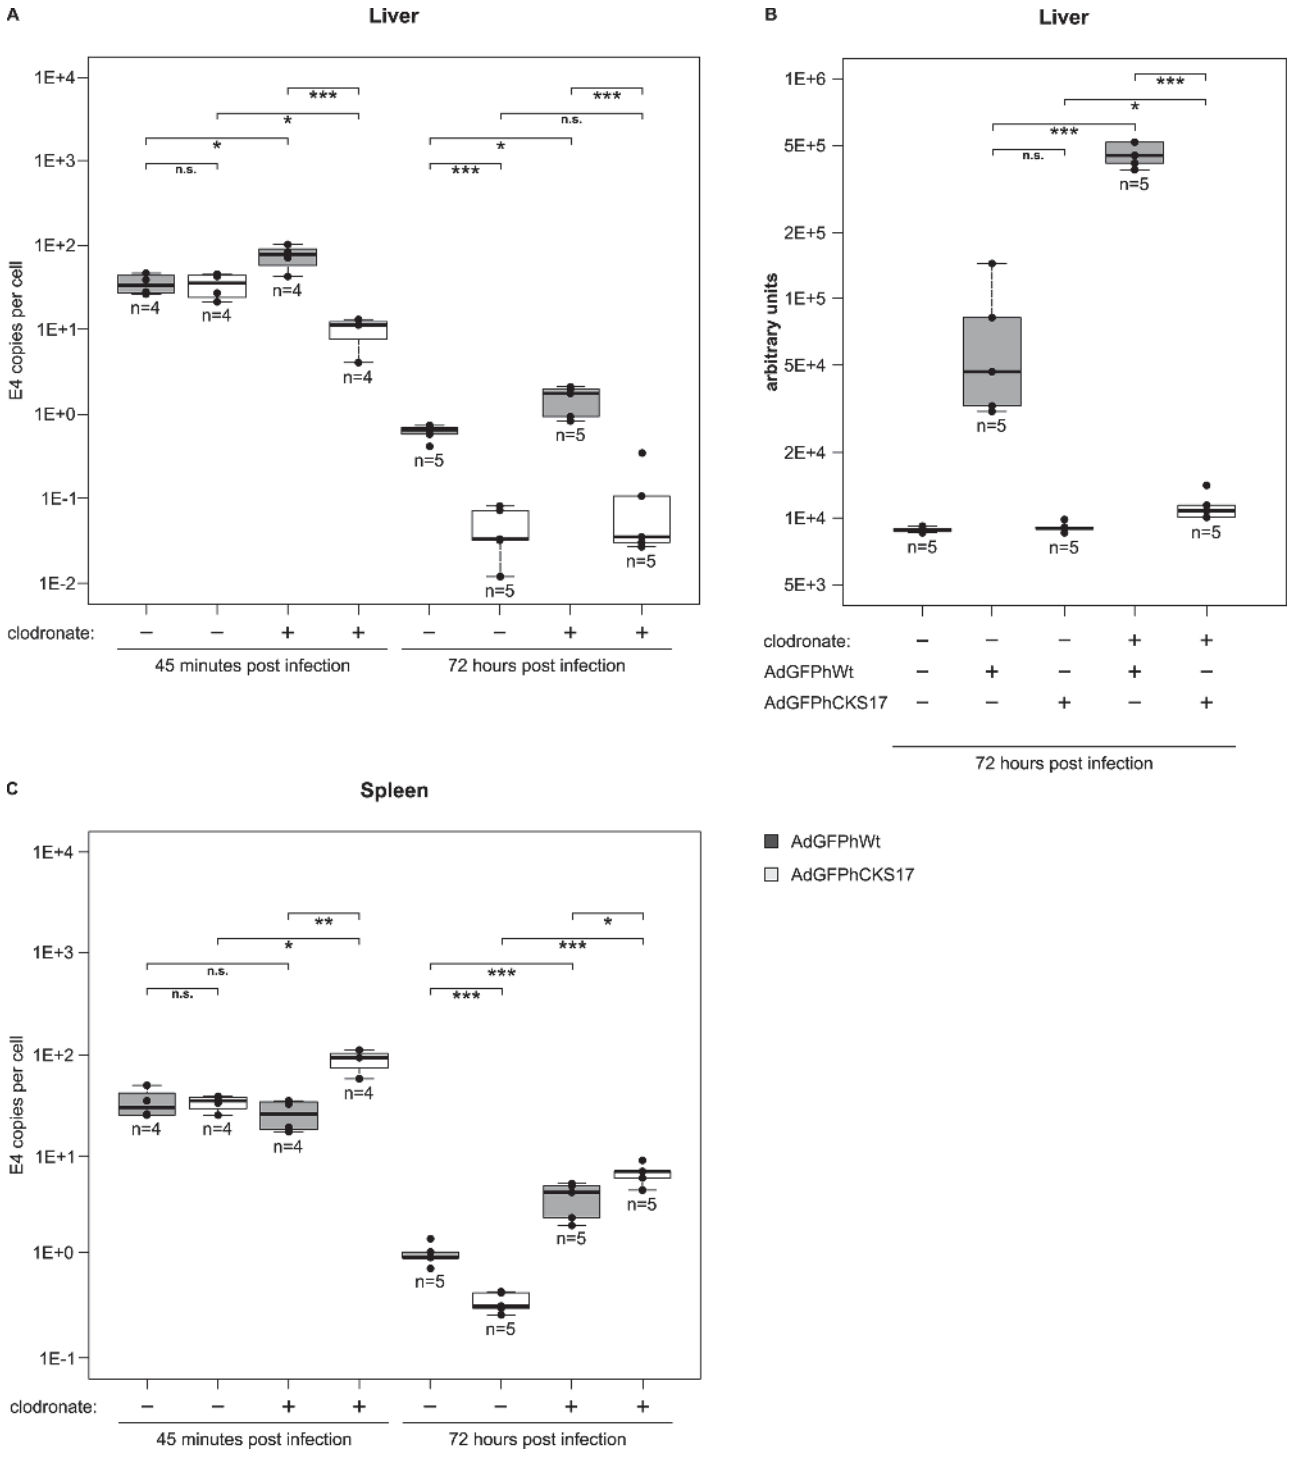 A
Liver
1E+4
1E+3
1E+2
1E+1
1E+0
1E-1
1E-2
E4 copies per cell
***
*
*
n.s.
***
n.s.
*
***
n=4
n=4
n=4
n=4
n=5
n=5
n=5
n=5
clodronate: − − + + − − + +
45 minutes post infection
72 hours post infection
B
Liver
1E+6
5E+5
2E+5
1E+5
5E+4
2E+4
1E+4
5E+3
arbitrary units
***
*
***
n.s.
n=5
n=5
n=5
n=5
n=5
clodronate: − − − + +
AdGFPhWt − + − + −
AdGFPhCKS17 − − + − +
72 hours post infection
C
Spleen
1E+4
1E+3
1E+2
1E+1
1E+0
1E-1
E4 copies per cell
**
*
n.s.
n.s.
*
***
***
***
n=4
n=4
n=4
n=4
n=5
n=5
n=5
n=5
clodronate: − − + + − − + +
45 minutes post infection
72 hours post infection
AdGFPhWt
AdGFPhCKS17